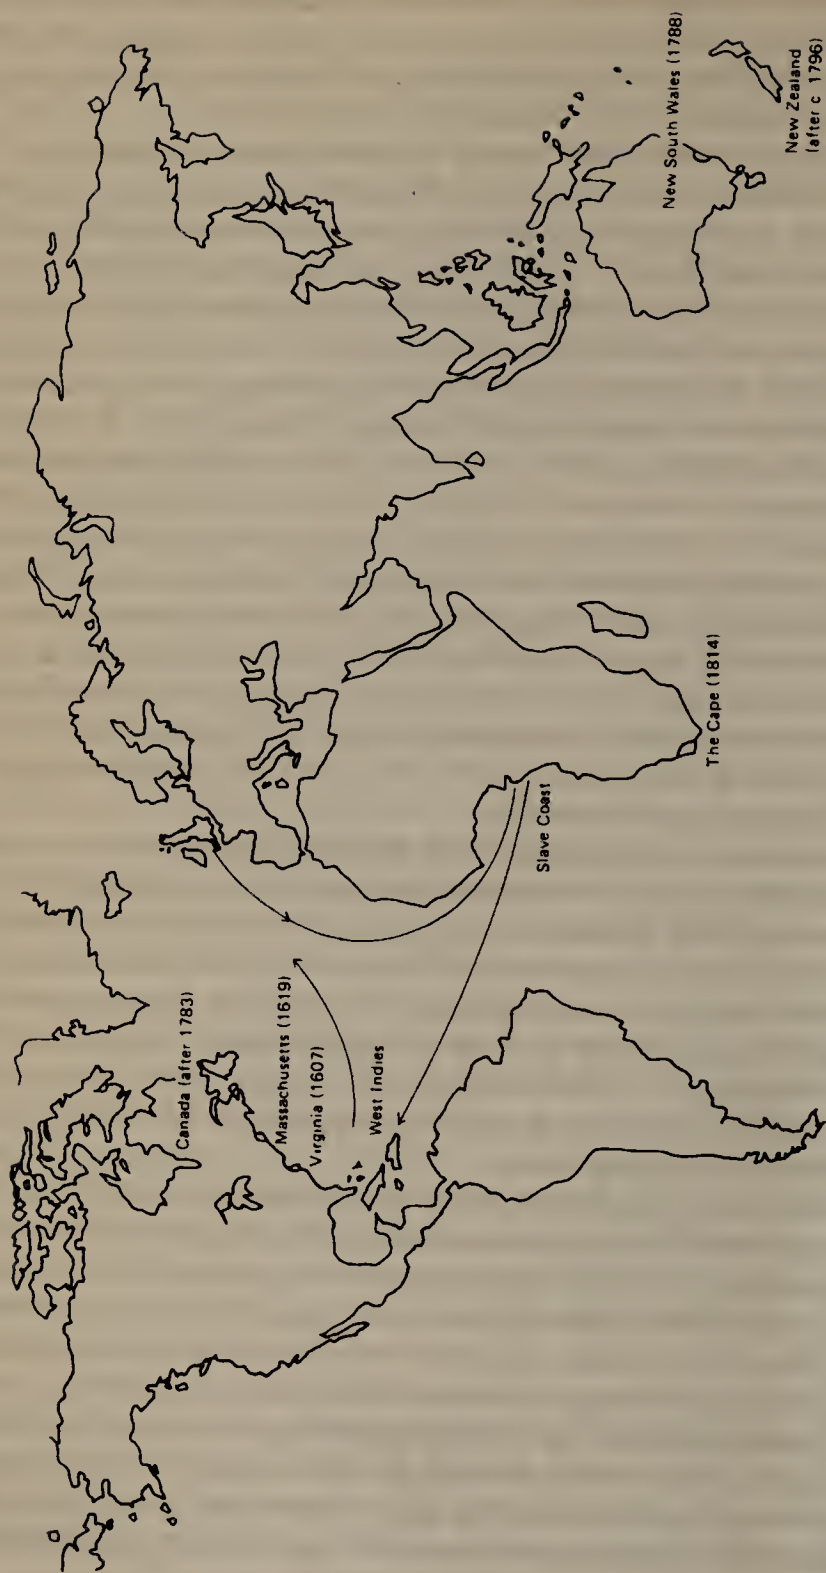 Canada (after 1783)
Massachusetts (1619)
Virginia (1607)
West Indies
Slave Coast
The Cape (1814)
New South Wales (1788)
New Zealand
(after c 1796)